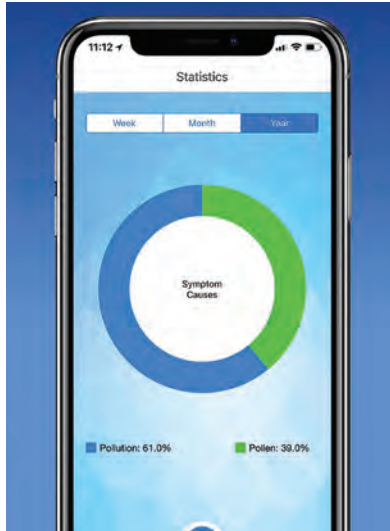 11:12
Statistics
Week Month Year
Symptom
Causes
Pollution: 61.0% Pollen: 39.0%